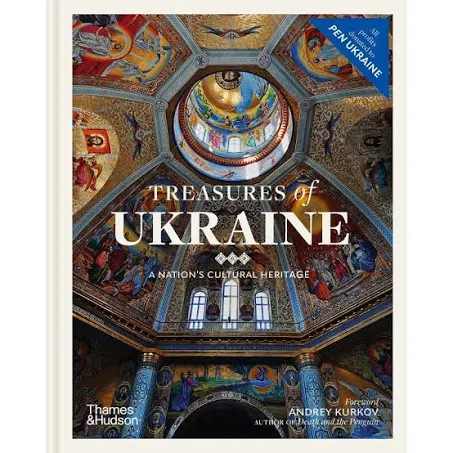 All
profits
donated to
PEN UKRAINE
TREASURES of
UKRAINE
A NATION'S CULTURAL HERITAGE
Foreword
ANDREY KURKOV
AUTHOR OF Death and the Penguin
Thames
&Hudson